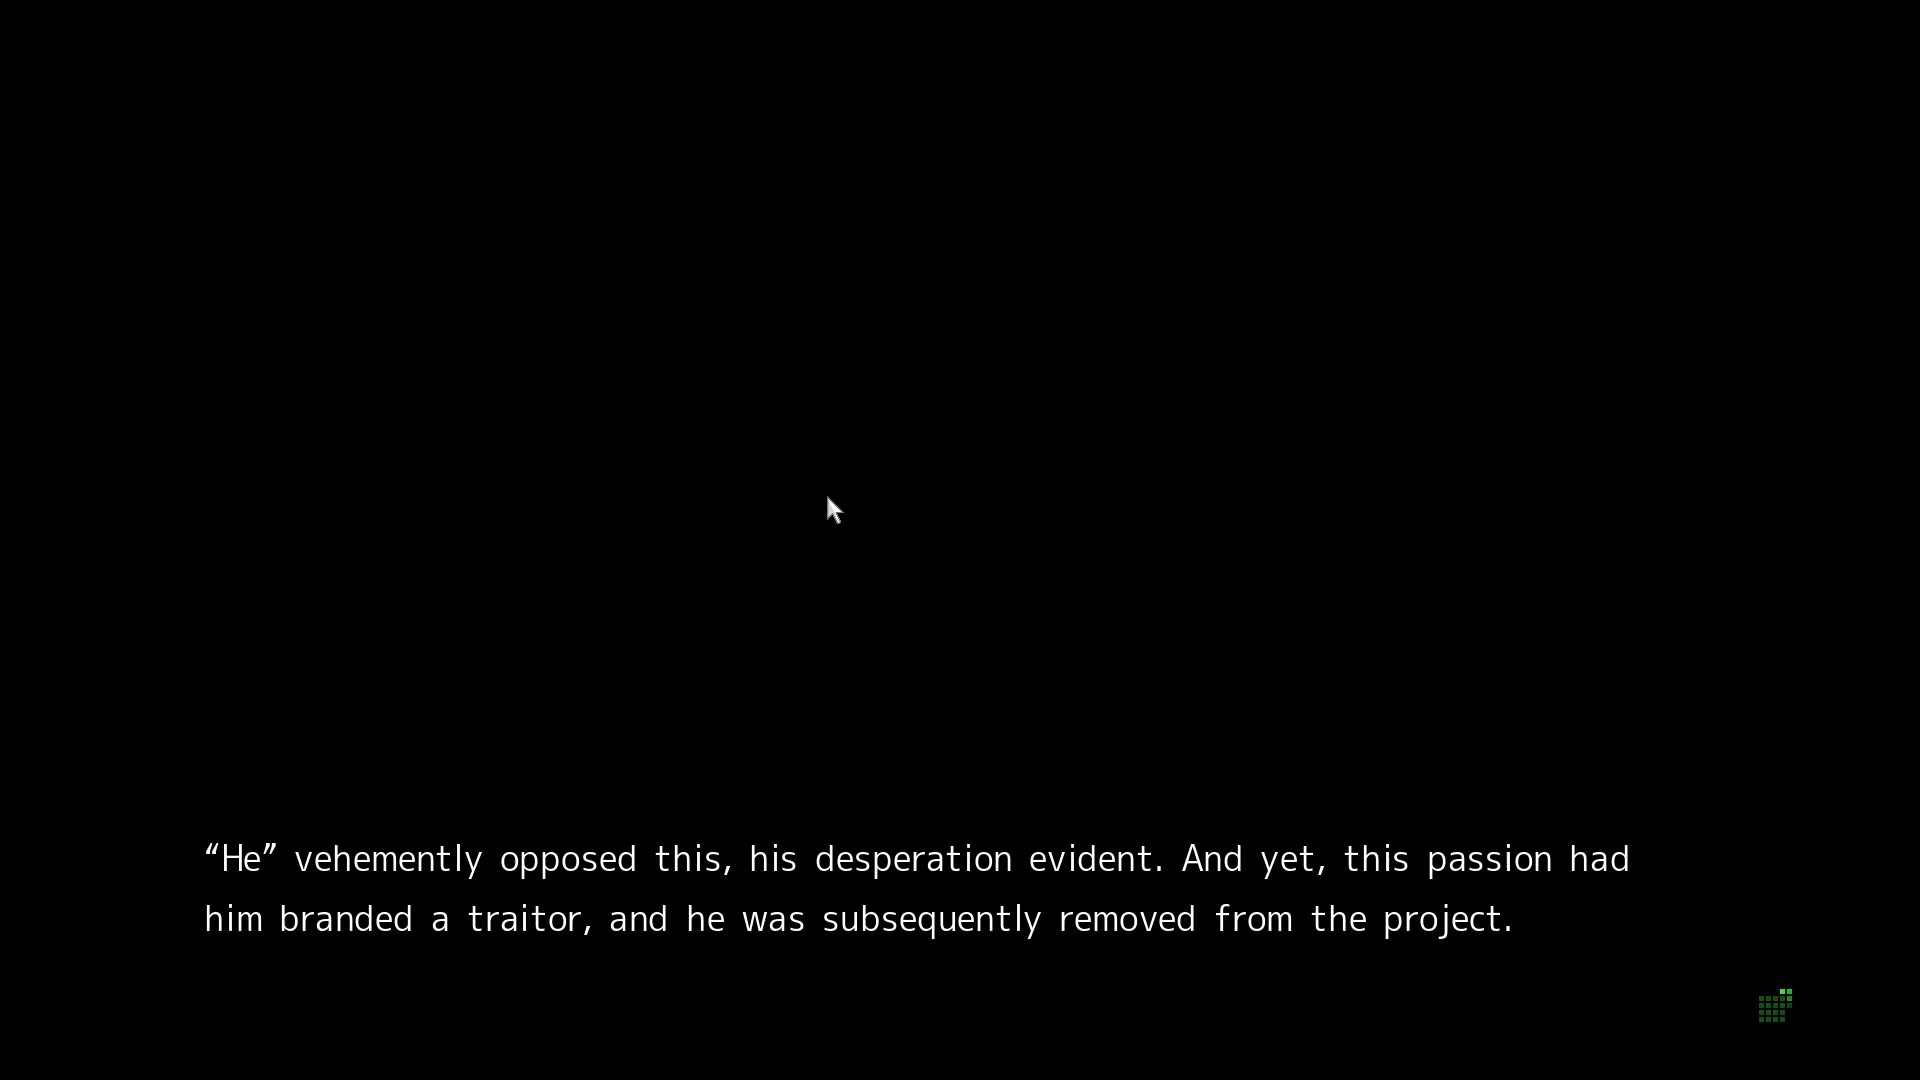 “He” vehemently opposed this, his desperation evident. And yet, this passion had
him branded a traitor, and he was subsequently removed from the project.